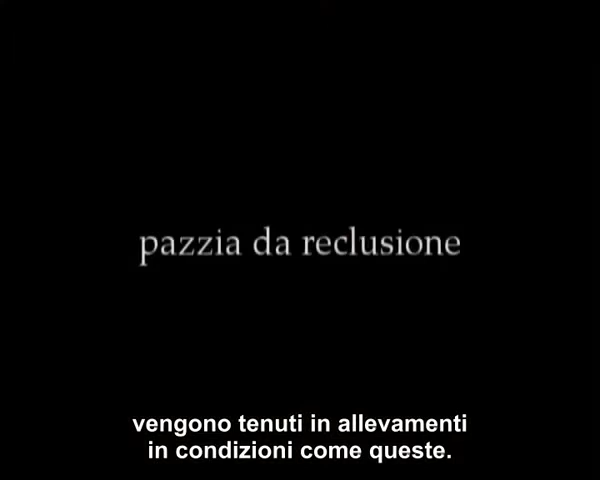 pazzia da reclusione
vengono tenuti in allevamenti
in condizioni come queste.